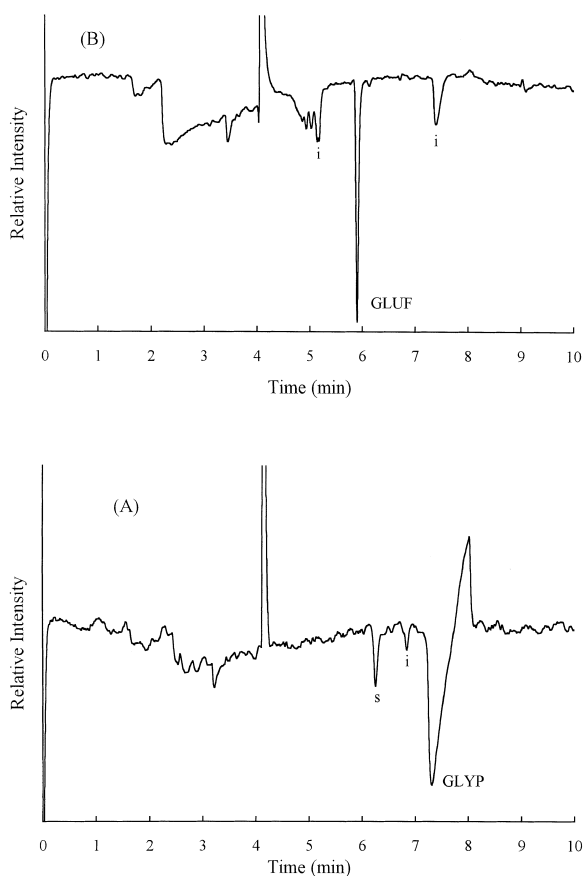 (B)
Relative Intensity
i
i
GLUF
0 1 2 3 4 5 6 7 8 9 10
Time (min)
(A)
Relative Intensity
s
i
GLYP
0 1 2 3 4 5 6 7 8 9 10
Time (min)